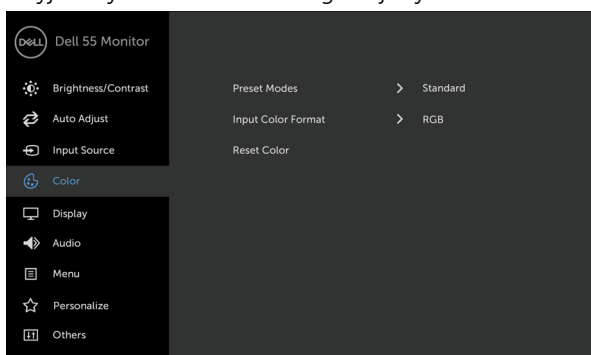 DELL Dell 55 Monitor
Brightness/Contrast
Preset Modes > Standard
Auto Adjust
Input Color Format > RGB
Input Source
Reset Color
Color
Display
Audio
Menu
Personalize
Others